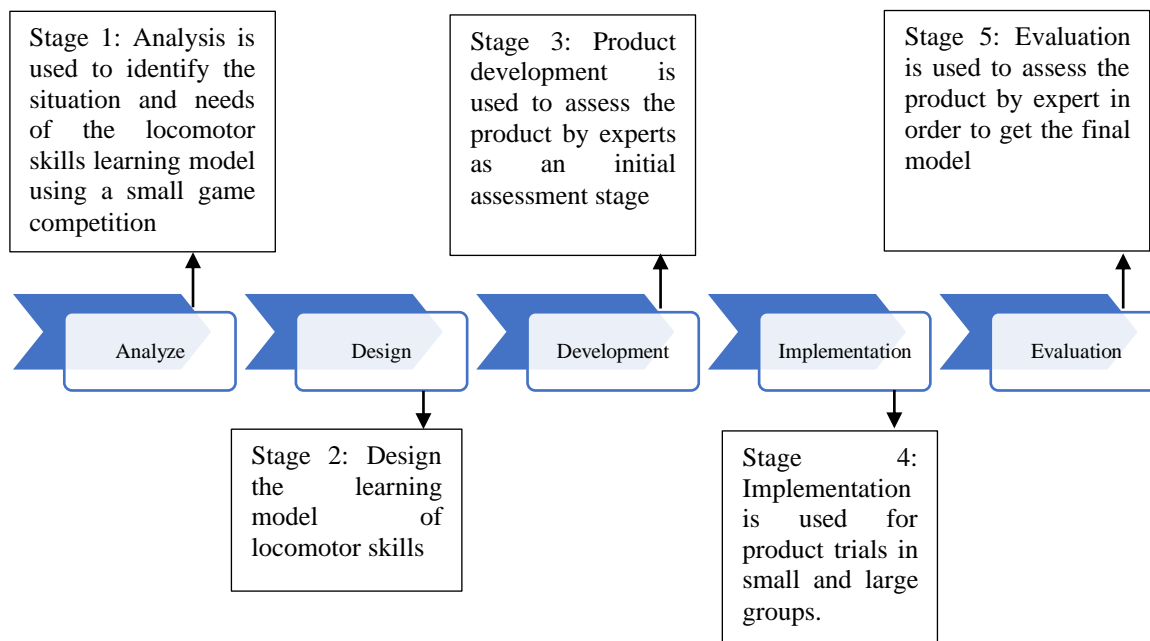 Stage 1: Analysis is
used to identify the
situation and needs
of the locomotor
skills learning model
using a small game
competition
Stage 3: Product
development is
used to assess the
product by experts
as an initial
assessment stage
Stage 5: Evaluation
is used to assess the
product by expert in
order to get the final
model
Analyze
Design
Development
Implementation
Evaluation
Stage 2: Design
the learning
model of
locomotor skills
Stage 4:
Implementation
is used for
product trials in
small and large
groups.